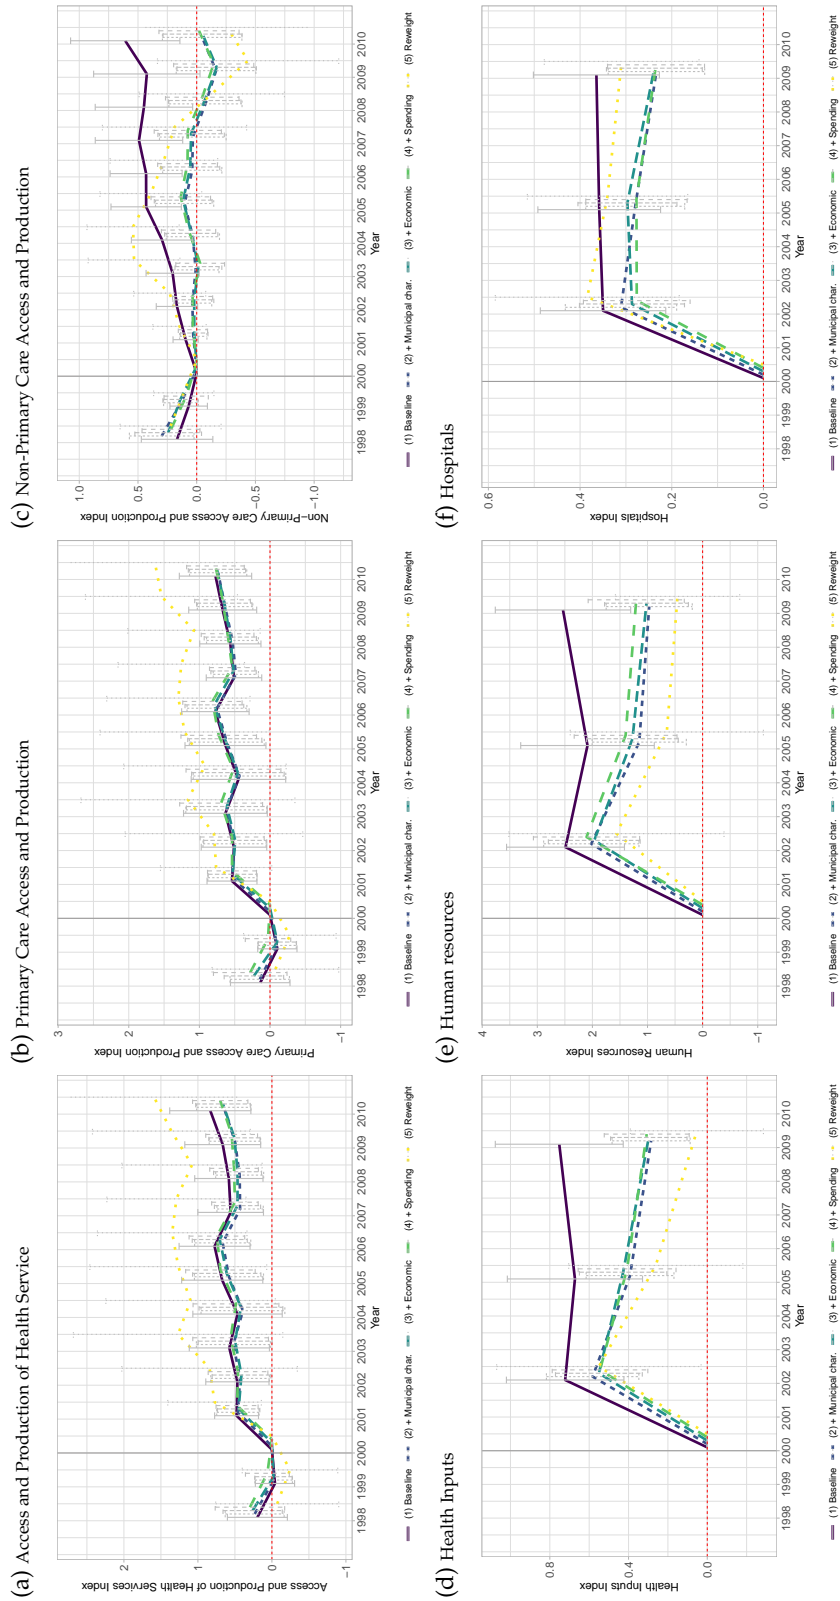 (a) Access and Production of Health Service
Access and Production of Health Services Index
2
1
0
−1
1998 1999 2000 2001 2002 2003 2004 2005 2006 2007 2008 2009 2010
Year
(1) Baseline (2) + Municipal char. (3) + Economic (4) + Spending (5) Reweight
(b) Primary Care Access and Production
Primary Care Access and Production Index
3
2
1
0
−1
1998 1999 2000 2001 2002 2003 2004 2005 2006 2007 2008 2009 2010
Year
(1) Baseline (2) + Municipal char. (3) + Economic (4) + Spending (5) Reweight
(c) Non-Primary Care Access and Production
Non−Primary Care Access and Production Index
1.0
0.5
0.0
−0.5
−1.0
1998 1999 2000 2001 2002 2003 2004 2005 2006 2007 2008 2009 2010
Year
(1) Baseline (2) + Municipal char. (3) + Economic (4) + Spending (5) Reweight
(d) Health Inputs
Health Inputs Index
0.8
0.4
0.0
1998 1999 2000 2001 2002 2003 2004 2005 2006 2007 2008 2009 2010
Year
(1) Baseline (2) + Municipal char. (3) + Economic (4) + Spending (5) Reweight
(e) Human resources
Human Resources Index
4
3
2
1
0
−1
1998 1999 2000 2001 2002 2003 2004 2005 2006 2007 2008 2009 2010
Year
(1) Baseline (2) + Municipal char. (3) + Economic (4) + Spending (5) Reweight
(f) Hospitals
Hospitals Index
0.6
0.4
0.2
0.0
1998 1999 2000 2001 2002 2003 2004 2005 2006 2007 2008 2009 2010
Year
(1) Baseline (2) + Municipal char. (3) + Economic (4) + Spending (5) Reweight